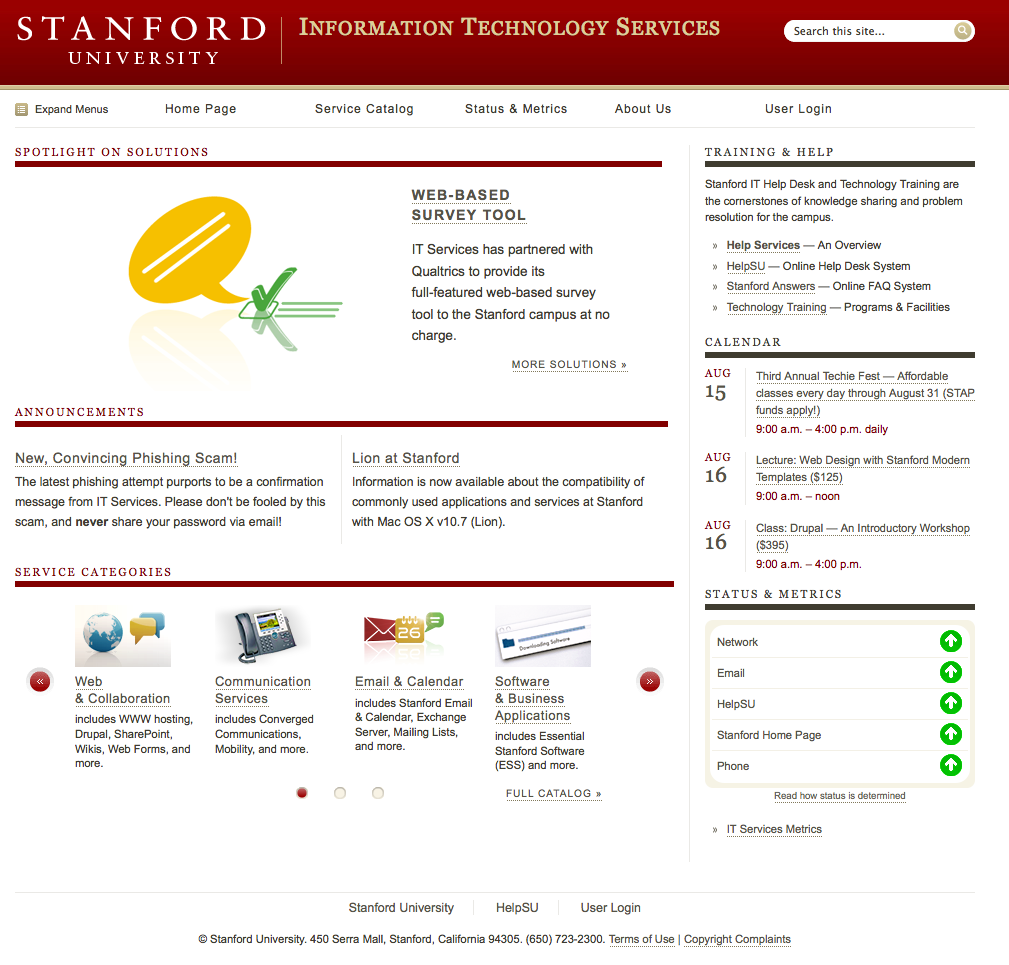 STANFORD
UNIVERSITY
INFORMATION TECHNOLOGY SERVICES
Search this site...
Expand Menus
Home Page
Service Catalog
Status & Metrics
About Us
User Login
SPOTLIGHT ON SOLUTIONS
WEB-BASED
SURVEY TOOL
IT Services has partnered with
Qualtrics to provide its
full-featured web-based survey
tool to the Stanford campus at no
charge.
MORE SOLUTIONS »
ANNOUNCEMENTS
New, Convincing Phishing Scam!
The latest phishing attempt purports to be a confirmation
message from IT Services. Please don't be fooled by this
scam, and never share your password via email!
Lion at Stanford
Information is now available about the compatibility of
commonly used applications and services at Stanford
with Mac OS X v10.7 (Lion).
SERVICE CATEGORIES
«
Web
& Collaboration
includes WWW hosting,
Drupal, SharePoint,
Wikis, Web Forms, and
more.
Communication
Services
includes Converged
Communications,
Mobility, and more.
26
Email & Calendar
includes Stanford Email
& Calendar, Exchange
Server, Mailing Lists,
and more.
Downloading Software
Software
& Business
Applications
includes Essential
Stanford Software
(ESS) and more.
»
FULL CATALOG »
TRAINING & HELP
Stanford IT Help Desk and Technology Training are
the cornerstones of knowledge sharing and problem
resolution for the campus.
» Help Services — An Overview
» HelpSU — Online Help Desk System
» Stanford Answers — Online FAQ System
» Technology Training — Programs & Facilities
CALENDAR
AUG
15
Third Annual Techie Fest — Affordable
classes every day through August 31 (STAP
funds apply!)
9:00 a.m. – 4:00 p.m. daily
AUG
16
Lecture: Web Design with Stanford Modern
Templates ($125)
9:00 a.m. – noon
AUG
16
Class: Drupal — An Introductory Workshop
($395)
9:00 a.m. – 4:00 p.m.
STATUS & METRICS
Network
Email
HelpSU
Stanford Home Page
Phone
Read how status is determined
» IT Services Metrics
Stanford University
HelpSU
User Login
© Stanford University. 450 Serra Mall, Stanford, California 94305. (650) 723-2300. Terms of Use | Copyright Complaints